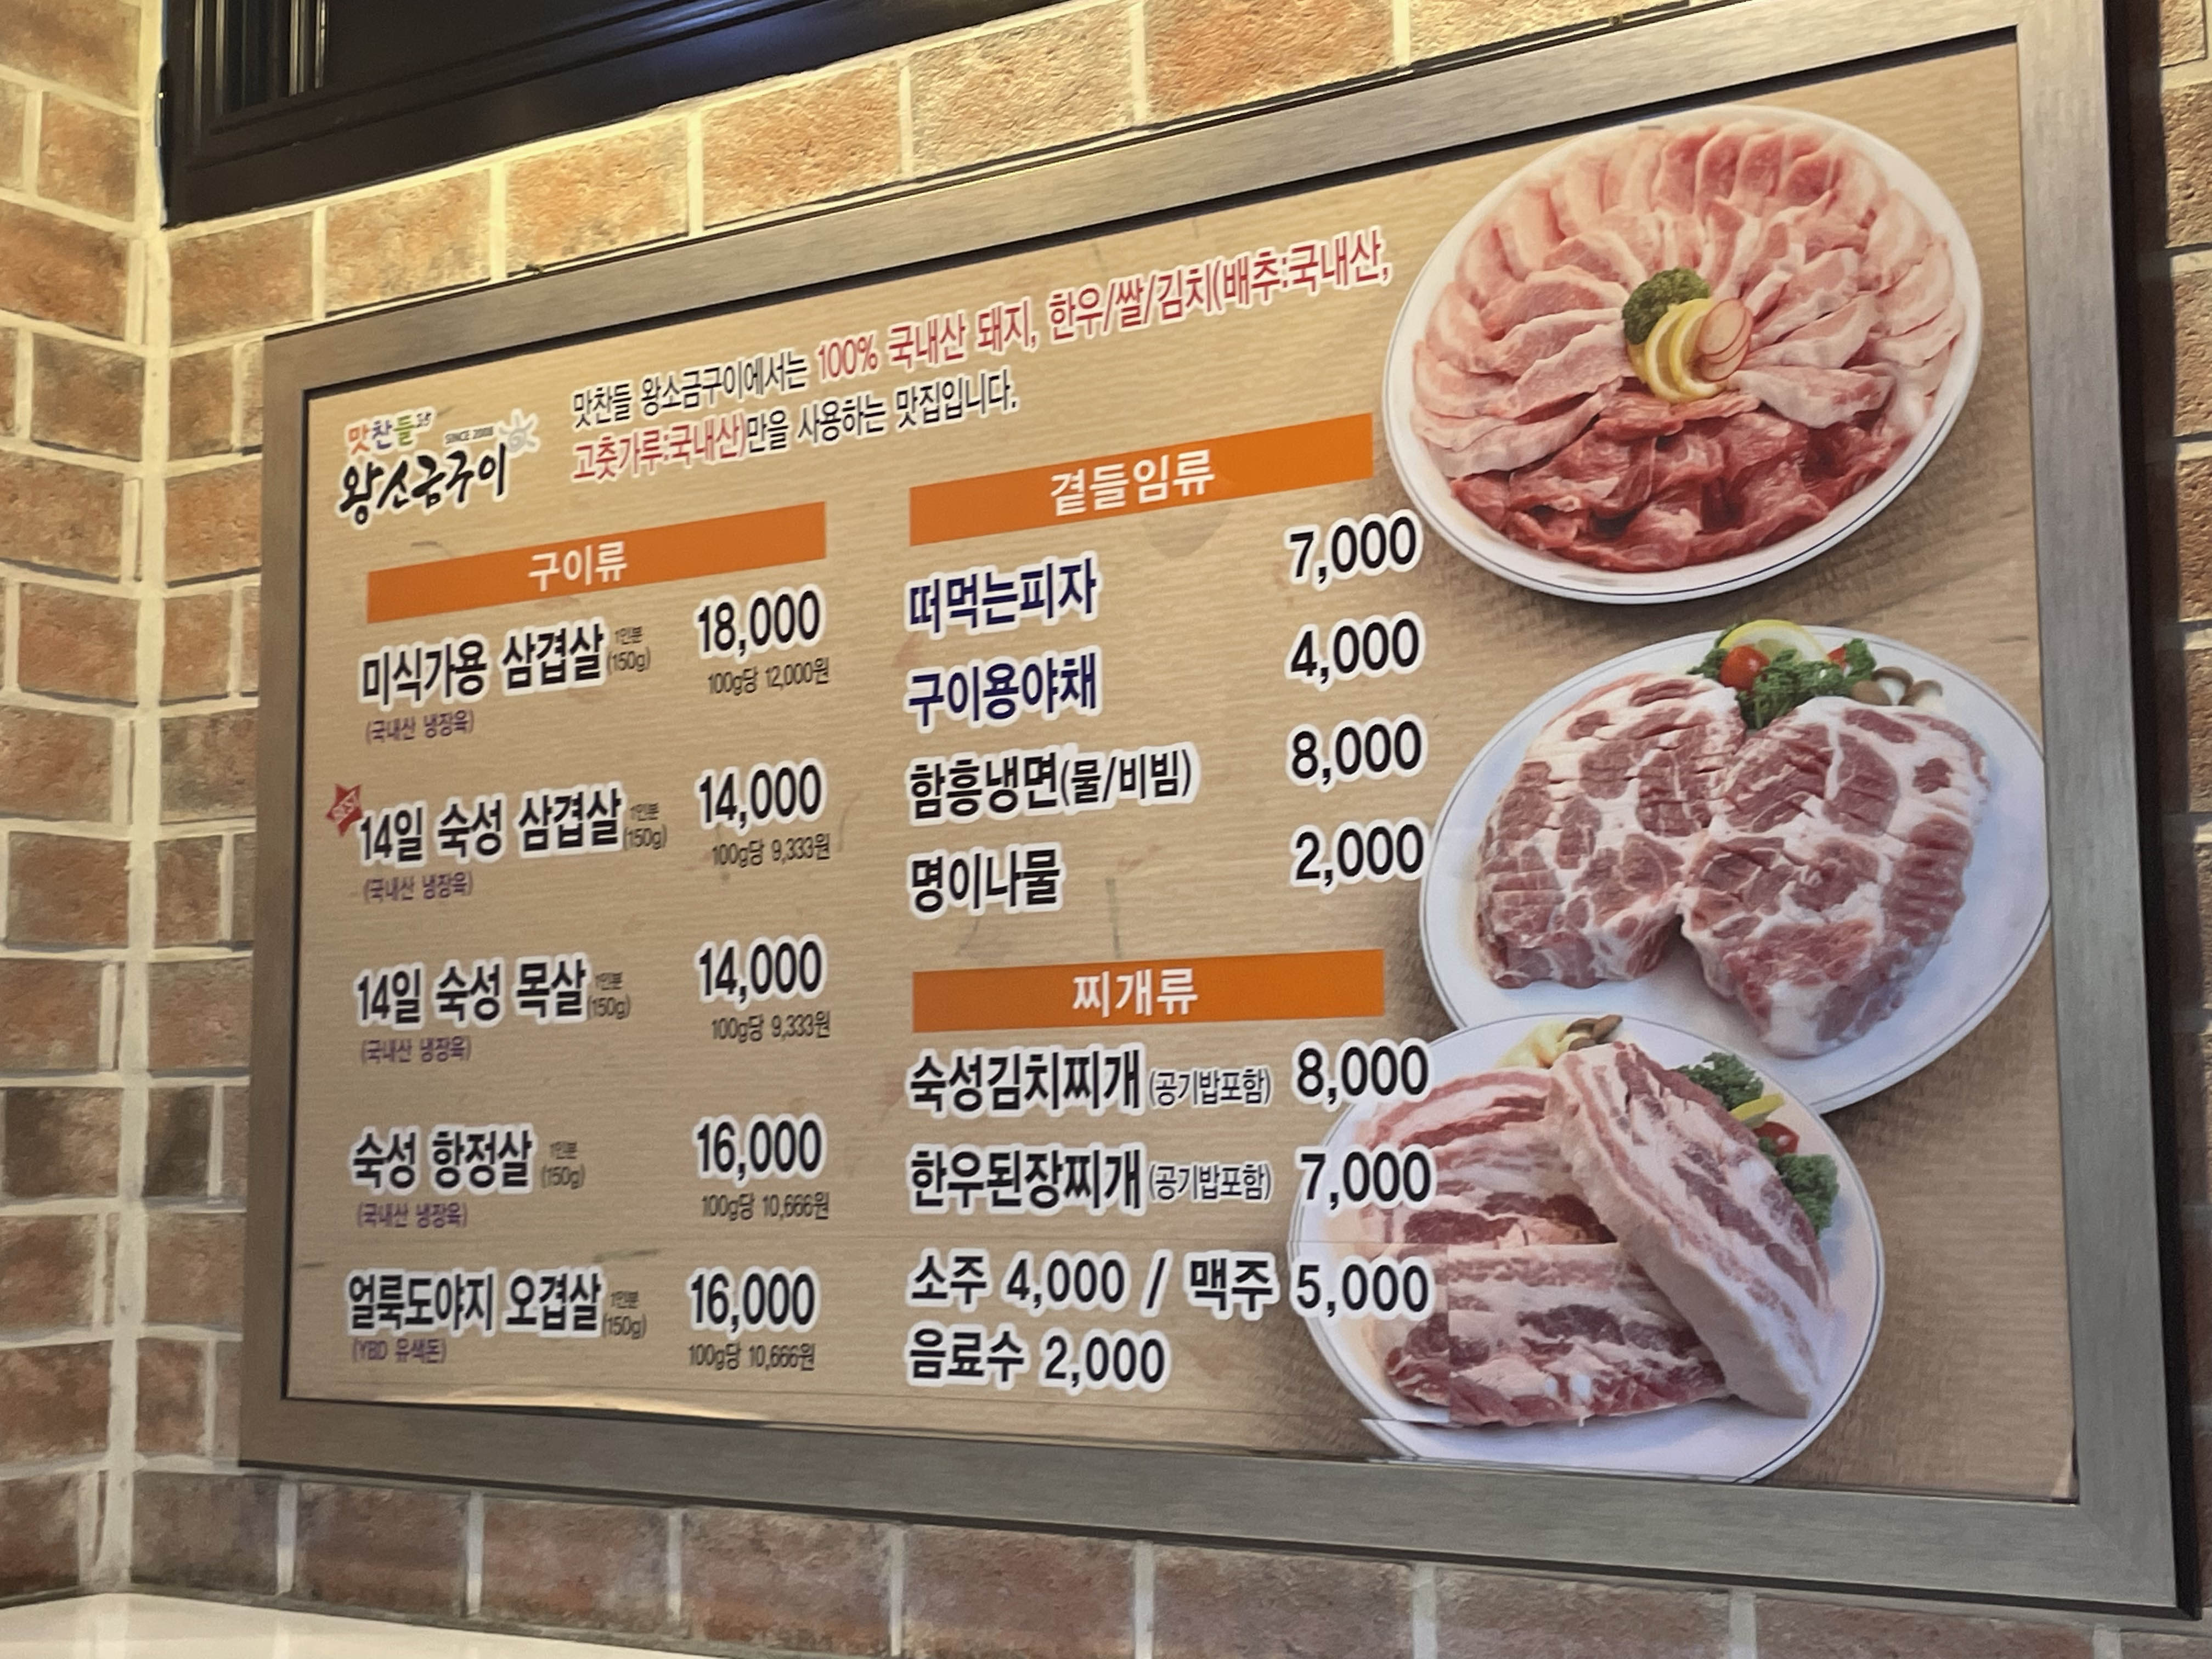 맛찬들
SINCE 2008
왕소금구이
맛찬들 왕소금구이에서는 100% 국내산 돼지, 한우/쌀/김치(배추:국내산,
고춧가루:국내산)만을 사용하는 맛집입니다.
구이류
미식가용 삼겹살 1인분 (150g) 18,000
(국내산 냉장육) 100g당 12,000원
BEST
14일 숙성 삼겹살 1인분 (150g) 14,000
(국내산 냉장육) 100g당 9,333원
14일 숙성 목살 1인분 (150g) 14,000
(국내산 냉장육) 100g당 9,333원
숙성 항정살 1인분 (150g) 16,000
(국내산 냉장육) 100g당 10,666원
얼룩도야지 오겹살 1인분 (150g) 16,000
(YBD 유색돈) 100g당 10,666원
곁들임류
떠먹는피자 7,000
구이용야채 4,000
함흥냉면(물/비빔) 8,000
명이나물 2,000
찌개류
숙성김치찌개 (공기밥포함) 8,000
한우된장찌개 (공기밥포함) 7,000
소주 4,000 / 맥주 5,000
음료수 2,000